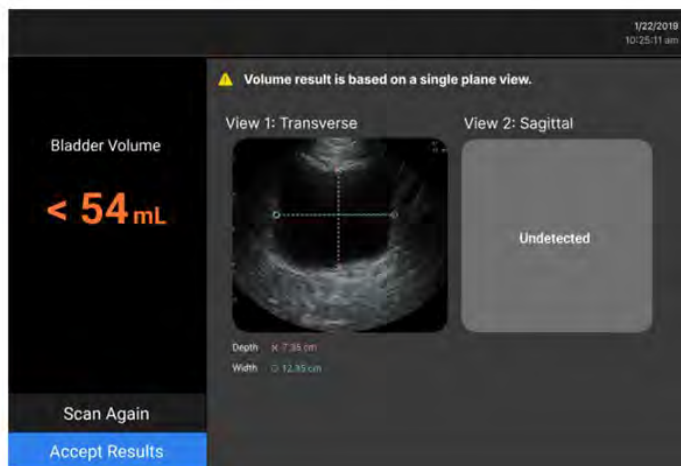 1/22/2019
10:25:11 am
Volume result is based on a single plane view.
View 1: Transverse
View 2: Sagittal
Bladder Volume
< 54 mL
Undetected
Depth × 7.35 cm
Width ○ 12.35 cm
Scan Again
Accept Results